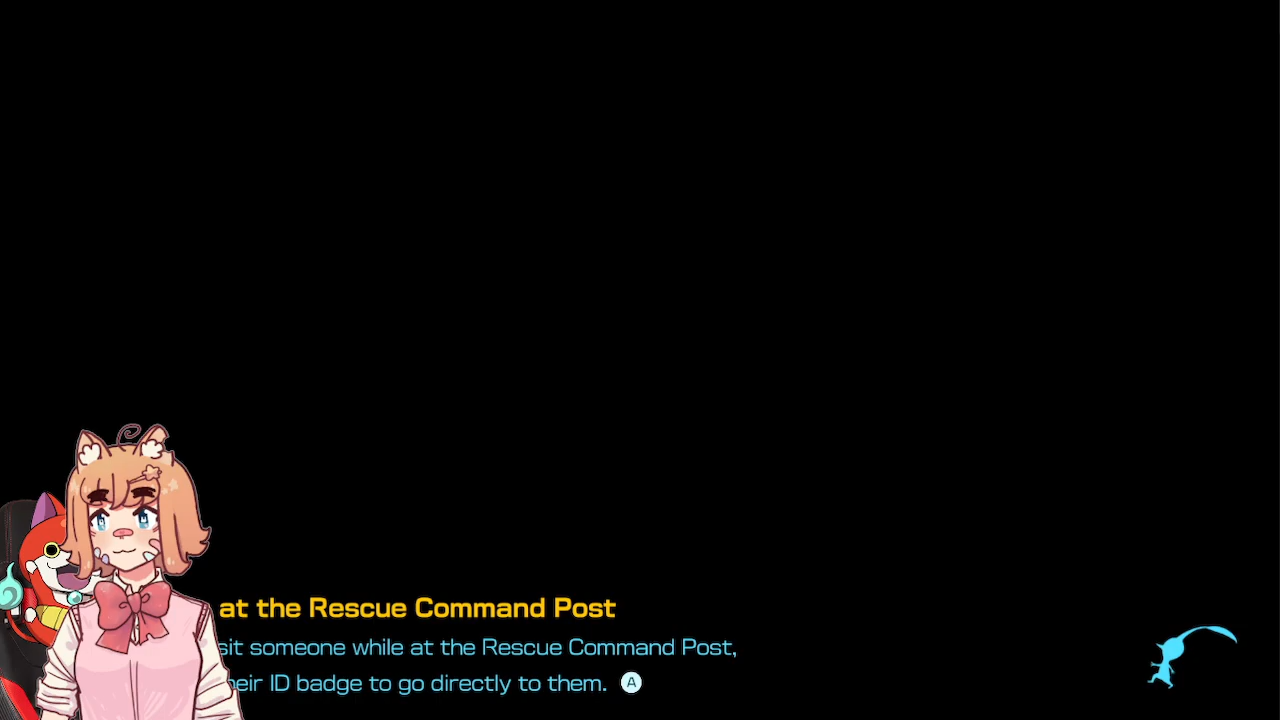 at the Rescue Command Post
sit someone while at the Rescue Command Post,
heir ID badge to go directly to them. A